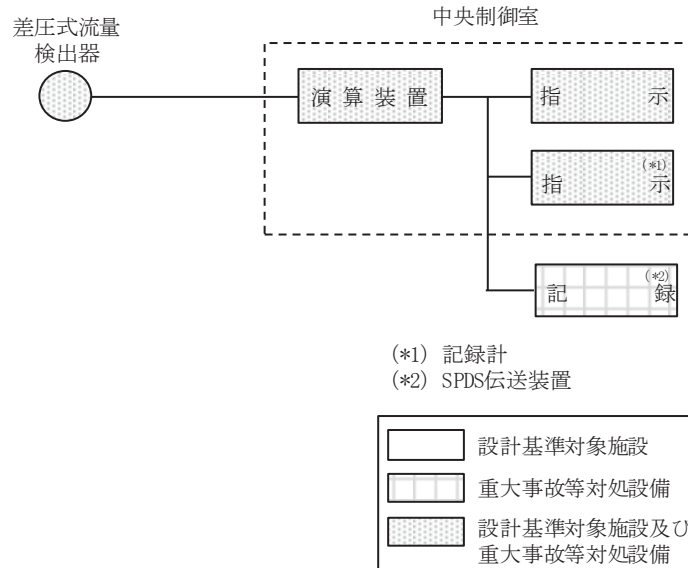 中央制御室
差圧式流量
検出器
演算装置
指示
指示(*1)
記録(*2)
(*1) 記録計
(*2) SPDS伝送装置
設計基準対象施設
重大事故等対処設備
設計基準対象施設及び
重大事故等対処設備